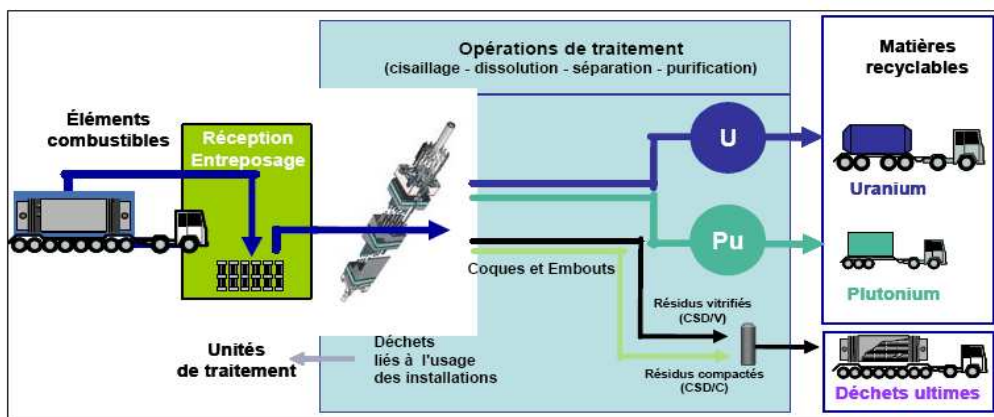 Opérations de traitement
(cisaillage - dissolution - séparation - purification)
Matières
recyclables
Éléments
combustibles
Réception
Entreposage
U
Uranium
Pu
Plutonium
Coques et Embouts
Résidus vitrifiés
(CSD/V)
Résidus compactés
(CSD/C)
Déchets
liés à l'usage
des installations
Unités
de traitement
Déchets ultimes